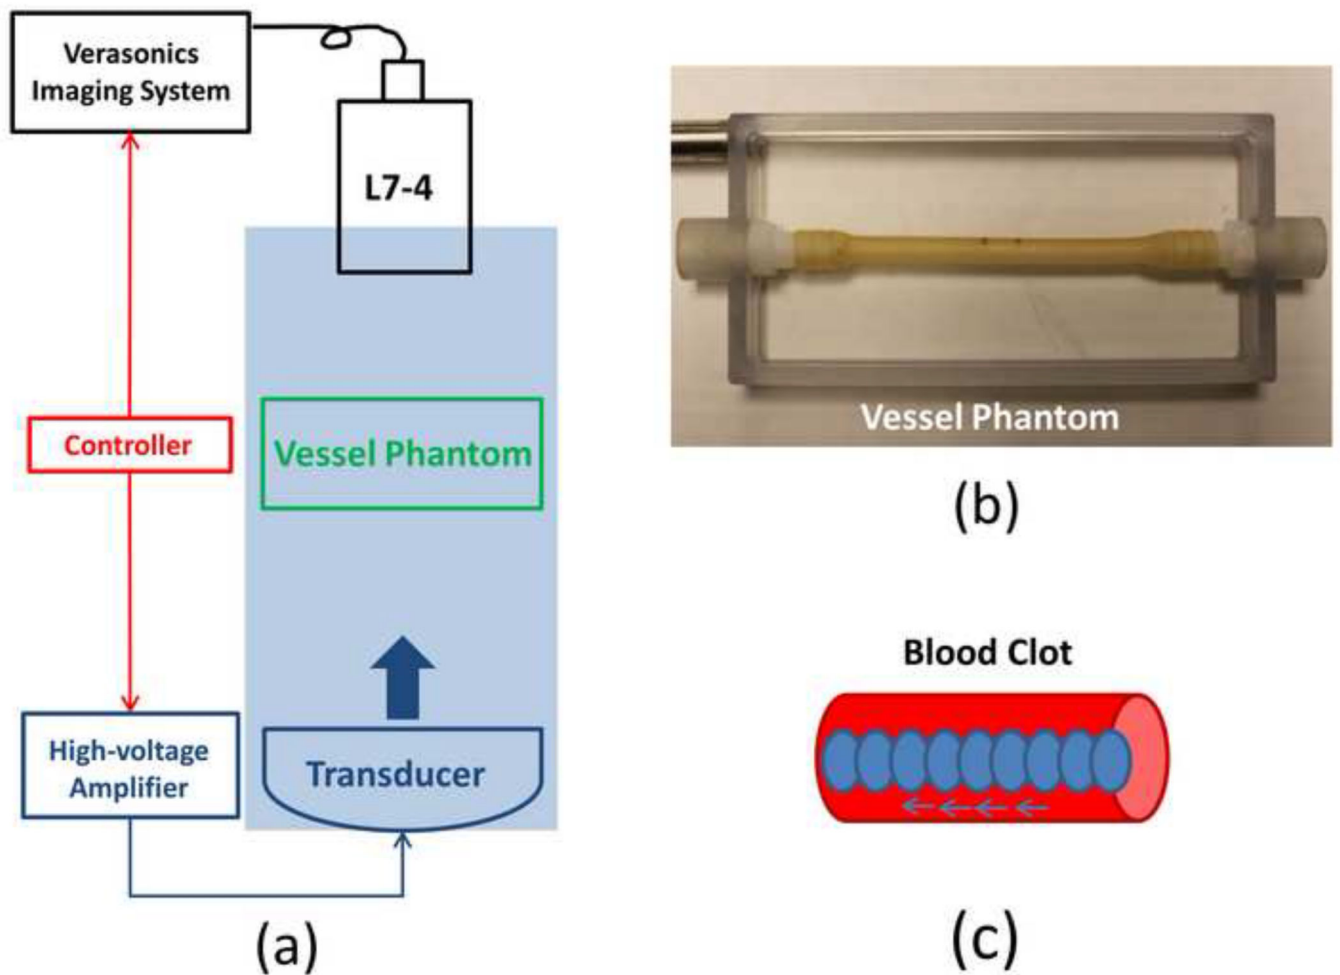 Verasonics
Imaging System
L7-4
Controller
Vessel Phantom
High-voltage
Amplifier
Transducer
(a)
Vessel Phantom
(b)
Blood Clot
(c)